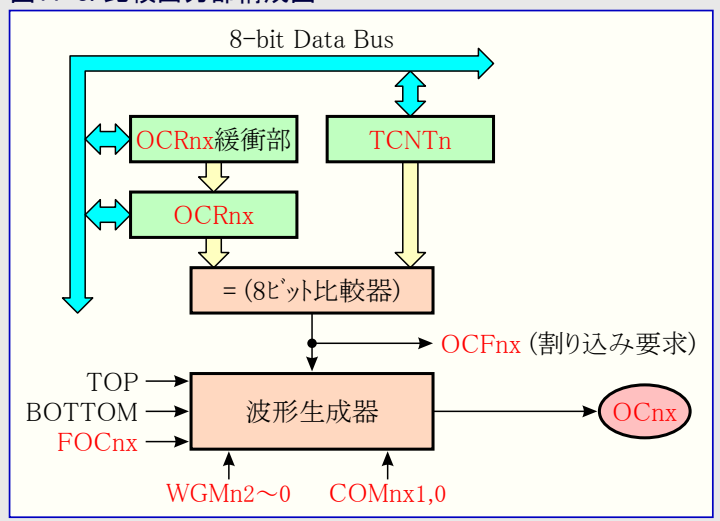 8-bit Data Bus
OCRnx緩衝部
TCNTn
OCRnx
= (8ビット比較器)
OCFnx (割り込み要求)
TOP
BOTTOM
FOCnx
波形生成器
OCnx
WGMn2～0
COMnx1,0